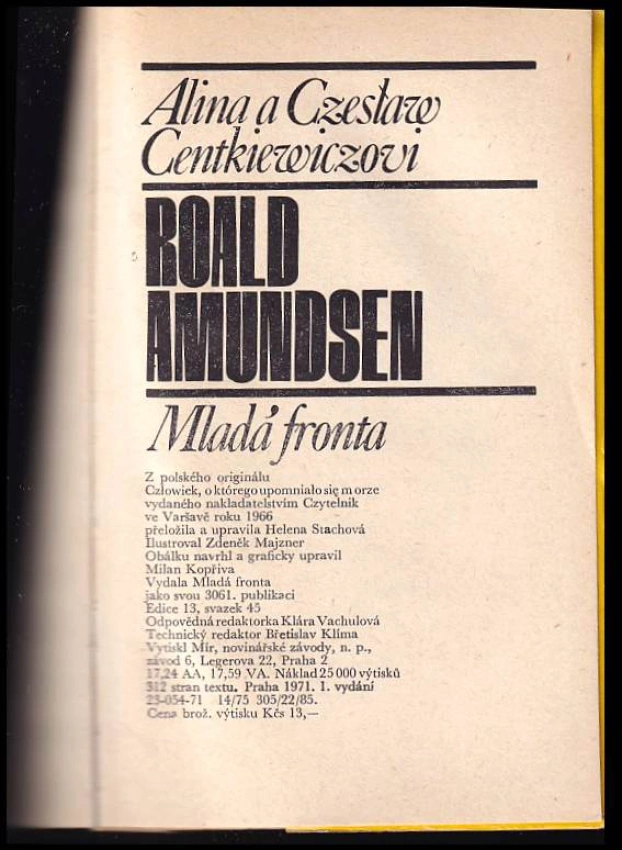 Alina a Czesław
Centkiewiczovi
ROALD
AMUNDSEN
Mladá fronta
Z polského originálu
Człowiek, o którego upomniało się m orze
vydaného nakladatelstvím Czytelnik
ve Varšavě roku 1966
přeložila a upravila Helena Stachová
Ilustroval Zdeněk Majzner
Obálku navrhl a graficky upravil
Milan Kopřiva
Vydala Mladá fronta
jako svou 3061. publikaci
Edice 13, svazek 45
Odpovědná redaktorka Klára Vachulová
Technický redaktor Břetislav Klíma
Vytiskl Mír, novinářské závody, n. p.,
závod 6, Legerova 22, Praha 2
17,24 AA, 17,59 VA. Náklad 25 000 výtisků
312 stran textu. Praha 1971. 1. vydání
23-054-71 14/75 305/22/85.
Cena brož. výtisku Kčs 13,—